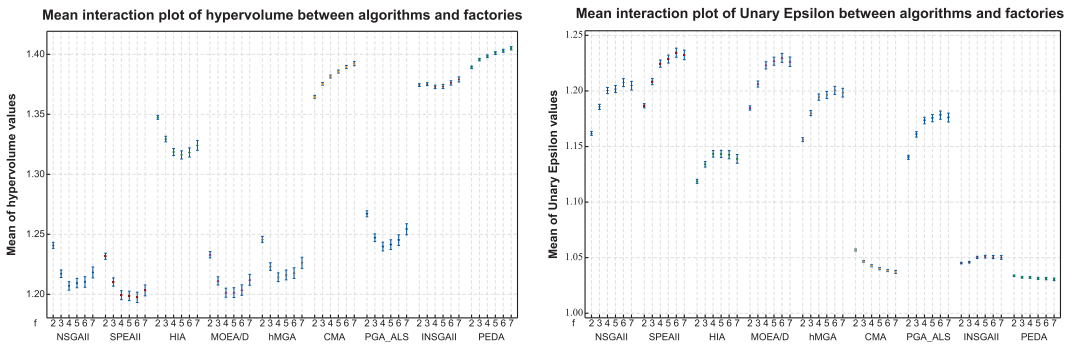 Mean interaction plot of hypervolume between algorithms and factories
Mean of hypervolume values
1.40
1.35
1.30
1.25
1.20
f 2 3 4 5 6 7 2 3 4 5 6 7 2 3 4 5 6 7 2 3 4 5 6 7 2 3 4 5 6 7 2 3 4 5 6 7 2 3 4 5 6 7 2 3 4 5 6 7 2 3 4 5 6 7
NSGAII SPEAII HIA MOEA/D hMGA CMA PGA_ALS INSGAII PEDA
Mean interaction plot of Unary Epsilon between algorithms and factories
Mean of Unary Epsilon values
1.25
1.20
1.15
1.10
1.05
1.00
f 2 3 4 5 6 7 2 3 4 5 6 7 2 3 4 5 6 7 2 3 4 5 6 7 2 3 4 5 6 7 2 3 4 5 6 7 2 3 4 5 6 7 2 3 4 5 6 7 2 3 4 5 6 7
NSGAII SPEAII HIA MOEA/D hMGA CMA PGA_ALS INSGAII PEDA